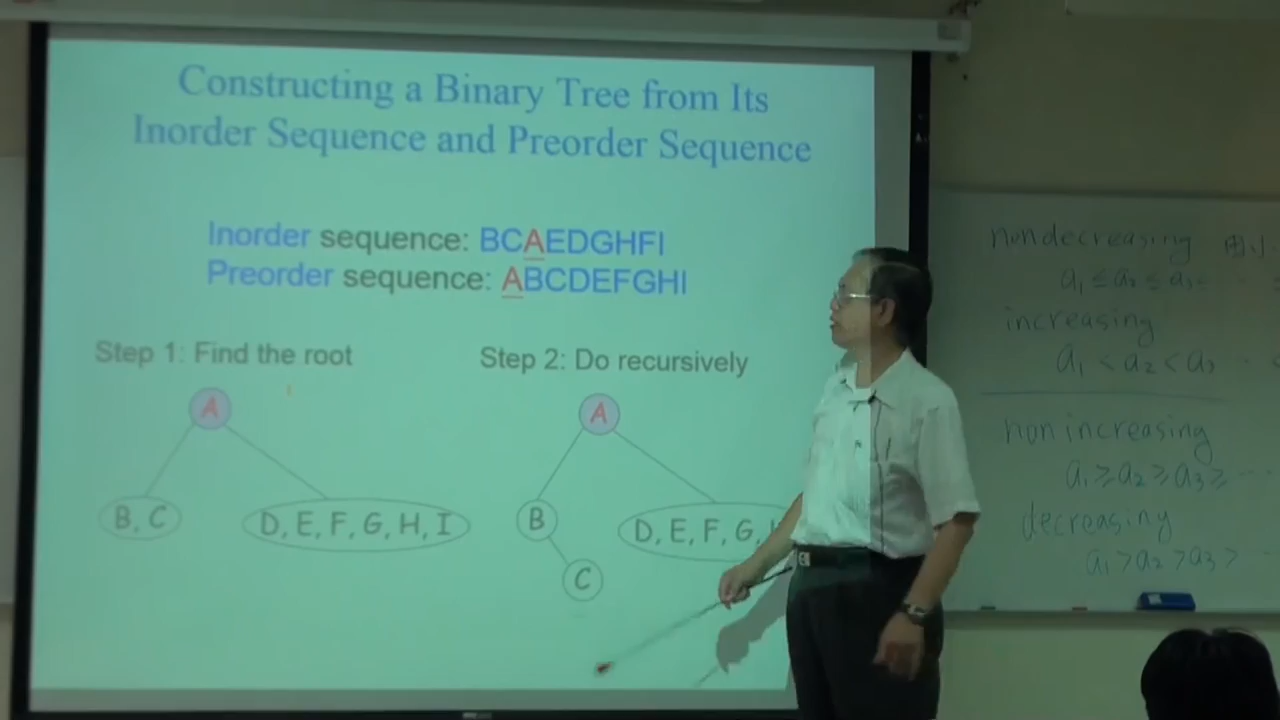 Constructing a Binary Tree from Its
Inorder Sequence and Preorder Sequence
Inorder sequence: BCAEDGHFI
Preorder sequence: ABCDEFGHI
Step 1: Find the root
Step 2: Do recursively
A
B, C
D, E, F, G, H, I
A
B
D, E, F, G,
C
nondecreasing
a₁ ≤ a₂ ≤ a₃
increasing
a₁ < a₂ < a₃
nonincreasing
a₁ ≥ a₂ ≥ a₃ ≥ ...
decreasing
a₁ > a₂ > a₃ > ...